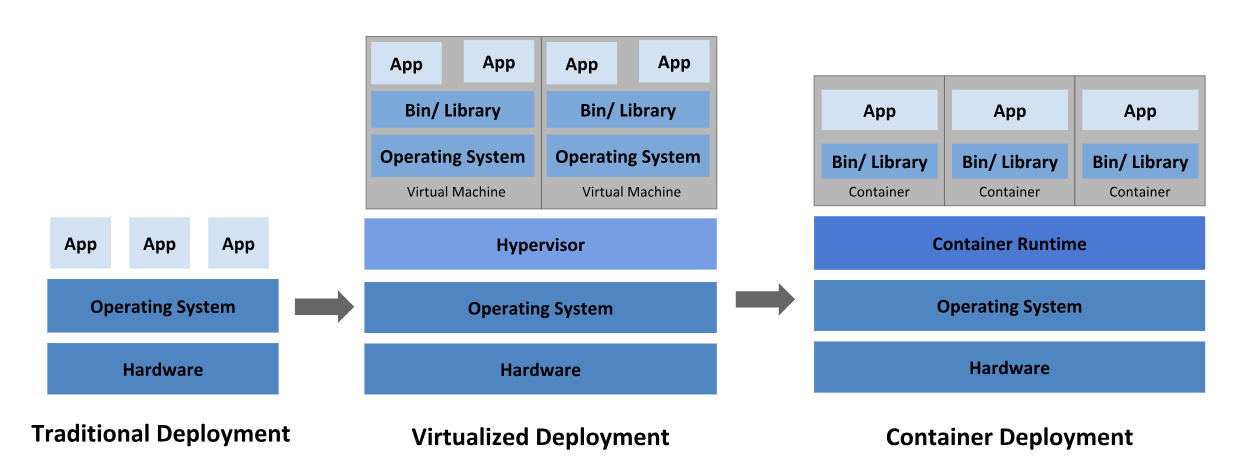 App
App
App
Operating System
Hardware
Traditional Deployment
App
App
App
App
Bin/ Library
Bin/ Library
Operating System
Operating System
Virtual Machine
Virtual Machine
Hypervisor
Operating System
Hardware
Virtualized Deployment
App
App
App
Bin/ Library
Bin/ Library
Bin/ Library
Container
Container
Container
Container Runtime
Operating System
Hardware
Container Deployment